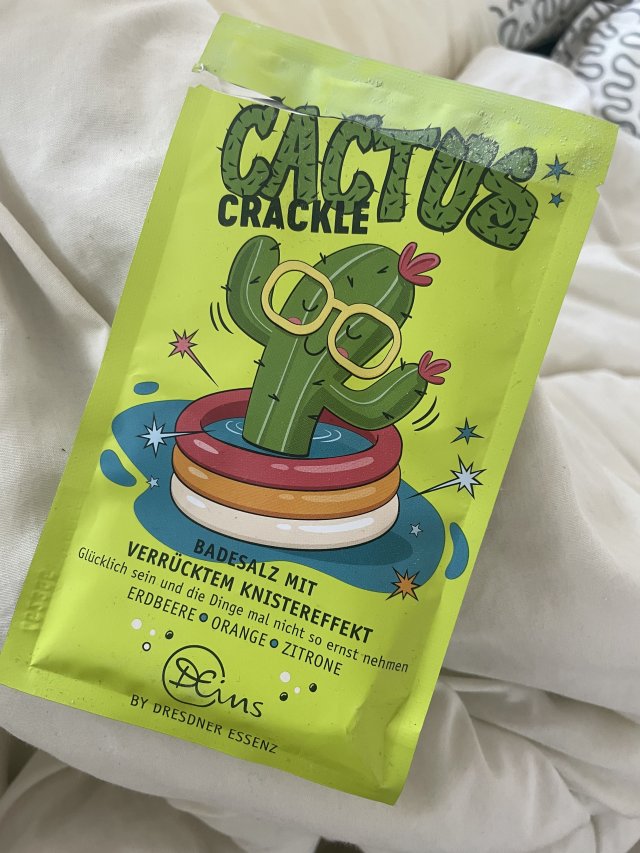 CACTUS
CRACKLE
BADESALZ MIT
VERRÜCKTEM KNISTEREFFEKT
Glücklich sein und die Dinge mal nicht so ernst nehmen
ERDBEERE • ORANGE • ZITRONE
DEins
BY DRESDNER ESSENZ